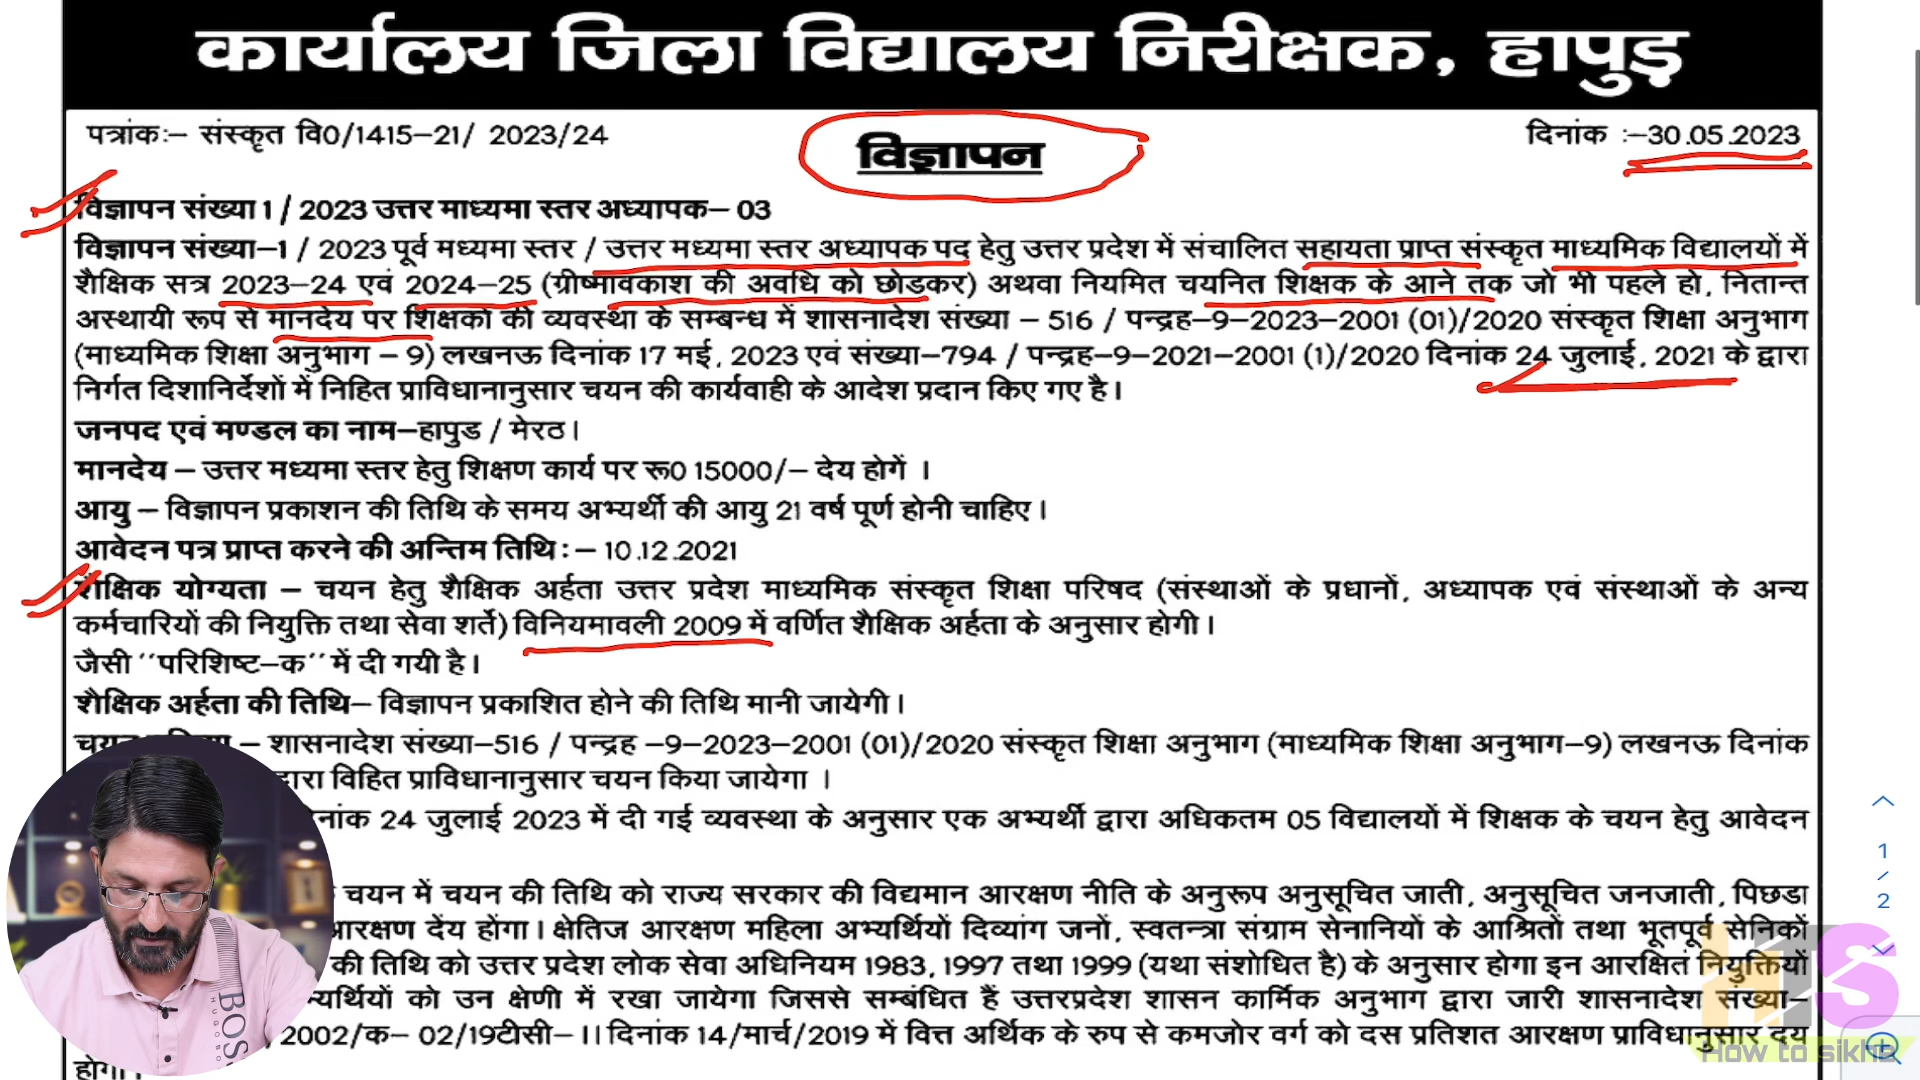 कार्यालय जिला विद्यालय निरीक्षक, हापुड़
पत्रांकः– संस्कृत वि0/1415–21/ 2023/24
विज्ञापन
दिनांक :–30.05.2023
विज्ञापन संख्या 1 / 2023 उत्तर माध्यमा स्तर अध्यापक– 03
विज्ञापन संख्या–1 / 2023 पूर्व मध्यमा स्तर / उत्तर मध्यमा स्तर अध्यापक पद हेतु उत्तर प्रदेश में संचालित सहायता प्राप्त संस्कृत माध्यमिक विद्यालयों में
शैक्षिक सत्र 2023–24 एवं 2024–25 (ग्रीष्मावकाश की अवधि को छोडकर) अथवा नियमित चयनित शिक्षक के आने तक जो भी पहले हो, नितान्त
अस्थायी रूप से मानदेय पर शिक्षकों की व्यवस्था के सम्बन्ध में शासनादेश संख्या – 516 / पन्द्रह–9–2023–2001 (01)/2020 संस्कृत शिक्षा अनुभाग
(माध्यमिक शिक्षा अनुभाग – 9) लखनऊ दिनांक 17 मई, 2023 एवं संख्या–794 / पन्द्रह–9–2021–2001 (1)/2020 दिनांक 24 जुलाई, 2021 के द्वारा
निर्गत दिशानिर्देशों में निहित प्राविधानानुसार चयन की कार्यवाही के आदेश प्रदान किए गए है।
जनपद एवं मण्डल का नाम–हापुड / मेरठ।
मानदेय – उत्तर मध्यमा स्तर हेतु शिक्षण कार्य पर रू0 15000/– देय होगें ।
आयु – विज्ञापन प्रकाशन की तिथि के समय अभ्यर्थी की आयु 21 वर्ष पूर्ण होनी चाहिए।
आवेदन पत्र प्राप्त करने की अन्तिम तिथि : – 10.12.2021
शैक्षिक योग्यता – चयन हेतु शैक्षिक अर्हता उत्तर प्रदेश माध्यमिक संस्कृत शिक्षा परिषद (संस्थाओं के प्रधानों, अध्यापक एवं संस्थाओं के अन्य
कर्मचारियों की नियुक्ति तथा सेवा शर्ते) विनियमावली 2009 में वर्णित शैक्षिक अर्हता के अनुसार होगी।
जैसी ‘‘परिशिष्ट–क’’ में दी गयी है।
शैक्षिक अर्हता की तिथि– विज्ञापन प्रकाशित होने की तिथि मानी जायेगी।
– शासनादेश संख्या–516 / पन्द्रह –9–2023–2001 (01)/2020 संस्कृत शिक्षा अनुभाग (माध्यमिक शिक्षा अनुभाग–9) लखनऊ दिनांक
द्वारा विहित प्राविधानानुसार चयन किया जायेगा ।
24 जुलाई 2023 में दी गई व्यवस्था के अनुसार एक अभ्यर्थी द्वारा अधिकतम 05 विद्यालयों में शिक्षक के चयन हेतु आवेदन
चयन में चयन की तिथि को राज्य सरकार की विद्यमान आरक्षण नीति के अनुरूप अनुसूचित जाती, अनुसूचित जनजाती, पिछडा
आरक्षण देंय होंगा। क्षेतिज आरक्षण महिला अभ्यर्थियों दिव्यांग जनों, स्वतन्त्रा संग्राम सेनानियों के आश्रितों तथा भूतपूर्व सेनिकों
की तिथि को उत्तर प्रदेश लोक सेवा अधिनियम 1983, 1997 तथा 1999 (यथा संशोधित है) के अनुसार होगा इन आरक्षित नियुक्तियों
को उन क्षेणी में रखा जायेगा जिससे सम्बंधित हैं उत्तरप्रदेश शासन कार्मिक अनुभाग द्वारा जारी शासनादेश संख्या–
2002/क– 02/19टीसी–।। दिनांक 14/मार्च/2019 में वित्त अर्थिक के रुप से कमजोर वर्ग को दस प्रतिशत आरक्षण प्राविधानुसार दय
होगा।
1
/
2
HS
How to sikhe
BOSS